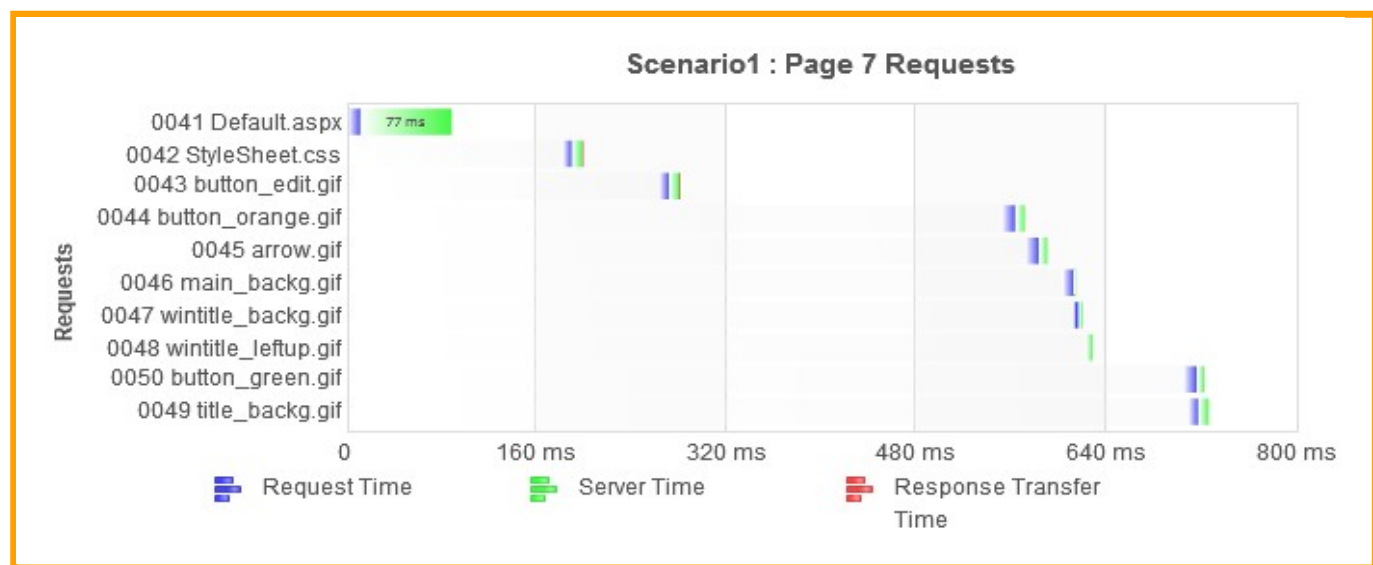 Scenario1 : Page 7 Requests
Requests
0041 Default.aspx
77 ms
0042 StyleSheet.css
0043 button_edit.gif
0044 button_orange.gif
0045 arrow.gif
0046 main_backg.gif
0047 wintitle_backg.gif
0048 wintitle_leftup.gif
0050 button_green.gif
0049 title_backg.gif
0
160 ms
320 ms
480 ms
640 ms
800 ms
Request Time
Server Time
Response Transfer
Time